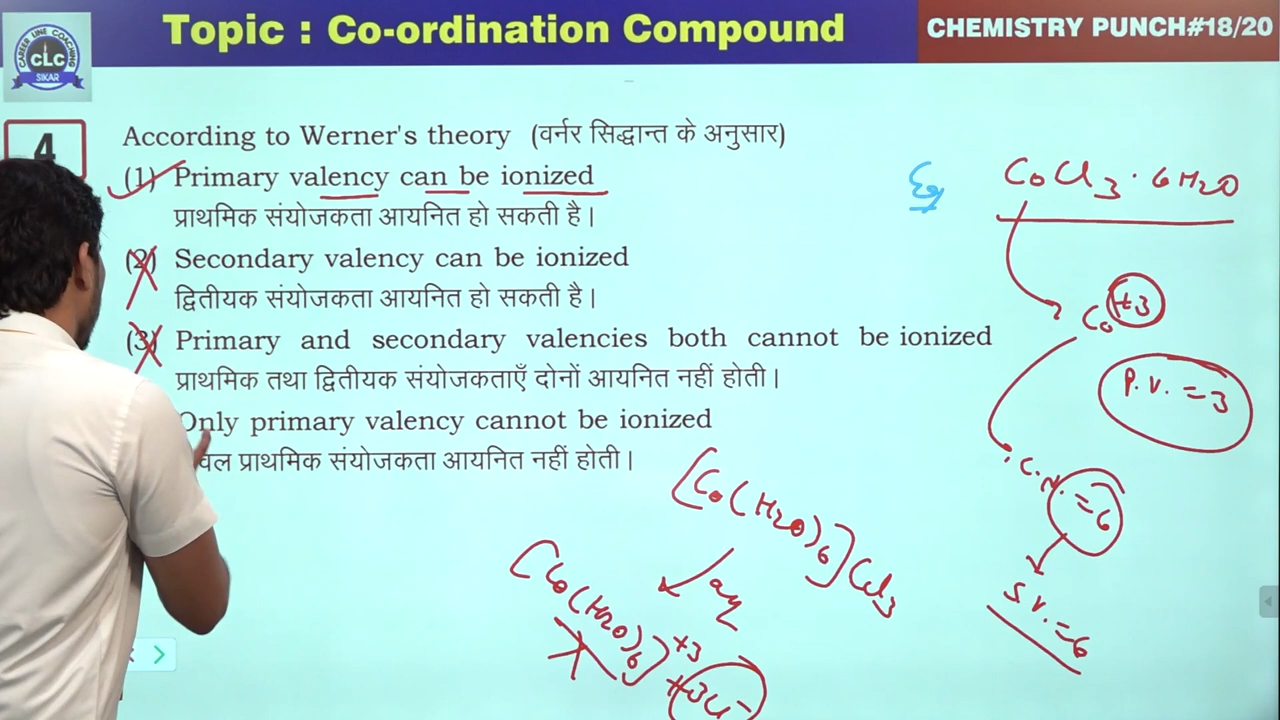 Topic : Co-ordination Compound
CHEMISTRY PUNCH#18/20
CAREER LINE COACHING
CLC
SIKAR
4
According to Werner's theory (वर्नर सिद्धान्त के अनुसार)
(1) Primary valency can be ionized
प्राथमिक संयोजकता आयनित हो सकती है।
(2) Secondary valency can be ionized
द्वितीयक संयोजकता आयनित हो सकती है।
(3) Primary and secondary valencies both cannot be ionized
प्राथमिक तथा द्वितीयक संयोजकताएँ दोनों आयनित नहीं होती।
Only primary valency cannot be ionized
वल प्राथमिक संयोजकता आयनित नहीं होती।
Eg
CoCl3 · 6H2O
Co +3
P.V. = 3
C.N. = 6
S.V. = 6
[Co(H2O)6]Cl3
aq
[Co(H2O)6]+3
+3Cl-